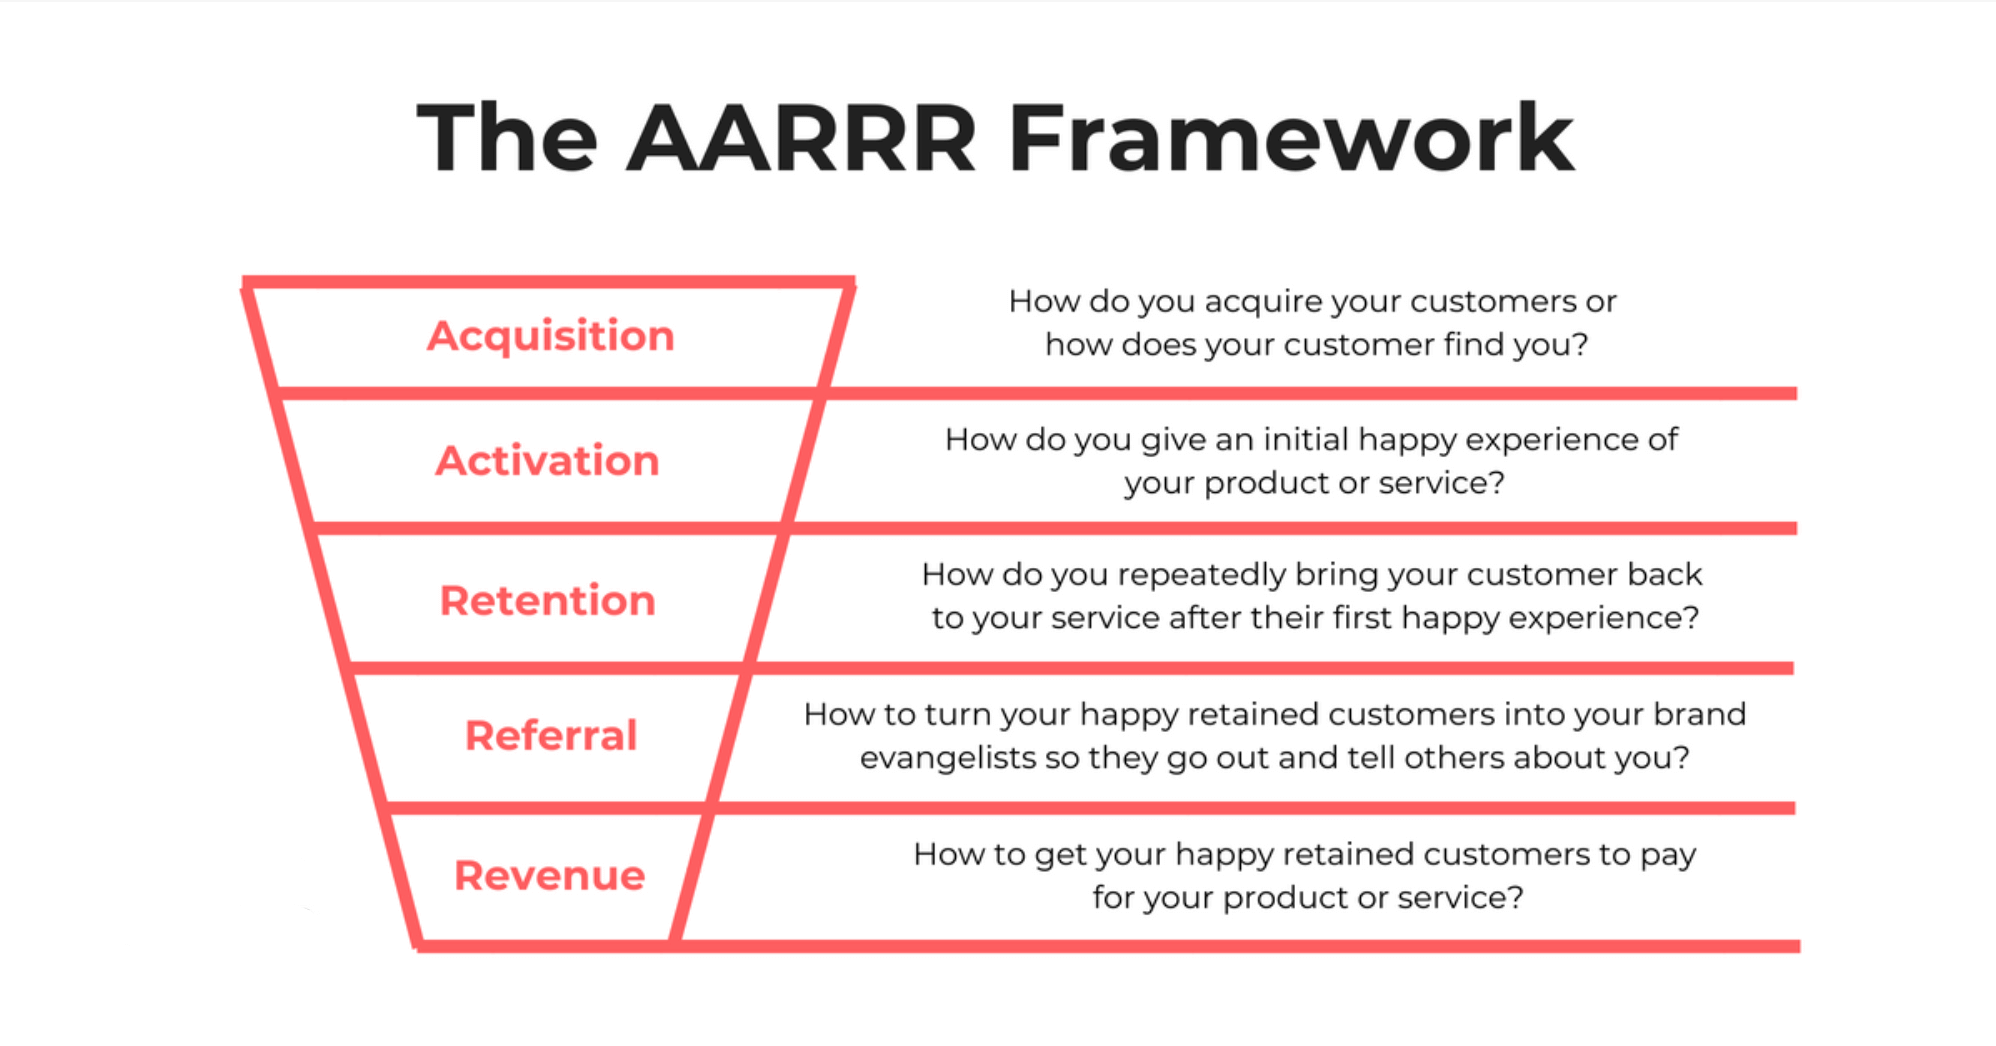 The AARRR Framework
Acquisition
How do you acquire your customers or
how does your customer find you?
Activation
How do you give an initial happy experience of
your product or service?
Retention
How do you repeatedly bring your customer back
to your service after their first happy experience?
Referral
How to turn your happy retained customers into your brand
evangelists so they go out and tell others about you?
Revenue
How to get your happy retained customers to pay
for your product or service?